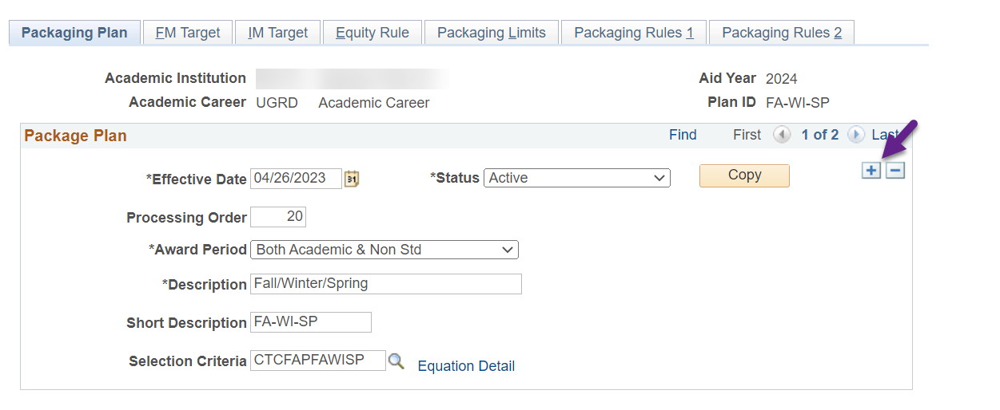 Packaging Plan FM Target IM Target Equity Rule Packaging Limits Packaging Rules 1 Packaging Rules 2
Academic Institution Aid Year 2024
Academic Career UGRD Academic Career Plan ID FA-WI-SP
Package Plan Find First 1 of 2 Last
*Effective Date 04/26/2023 31 *Status Active Copy
Processing Order 20
*Award Period Both Academic & Non Std
*Description Fall/Winter/Spring
Short Description FA-WI-SP
Selection Criteria CTCFAPFAWISP Equation Detail